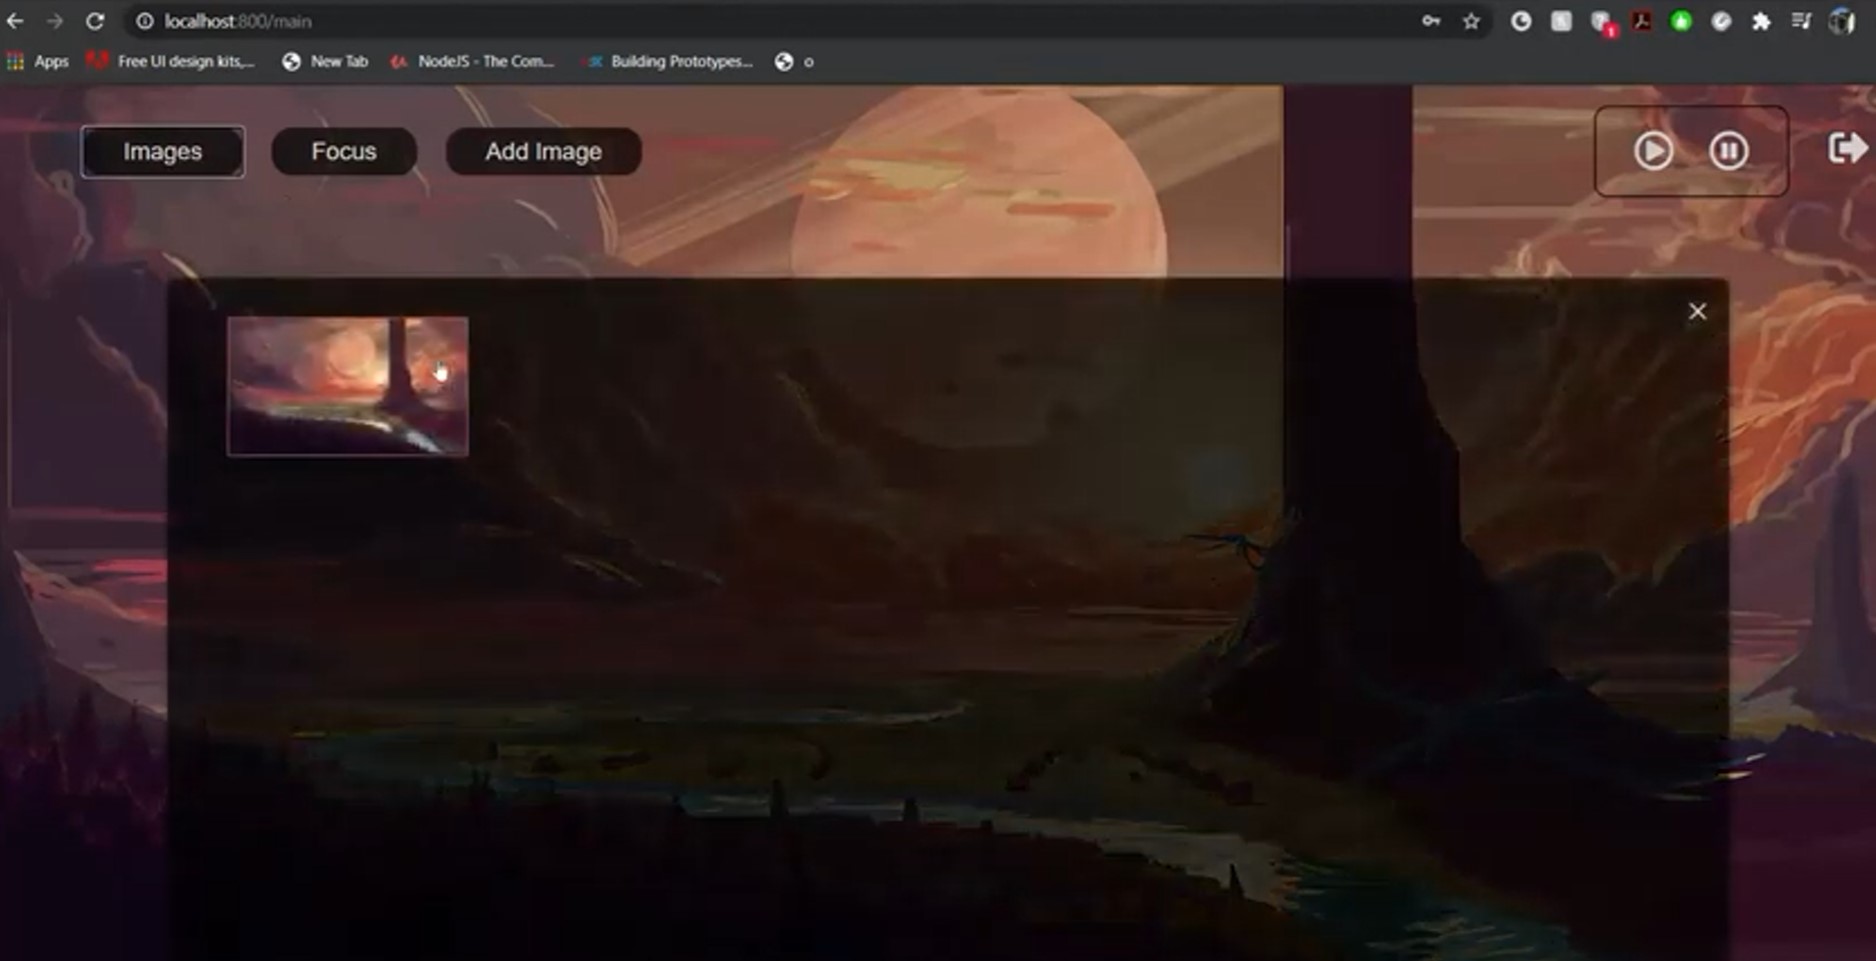 localhost:800/main
Apps Free UI design kits,... New Tab NodeJS - The Com... Building Prototypes... o
1
Images Focus Add Image